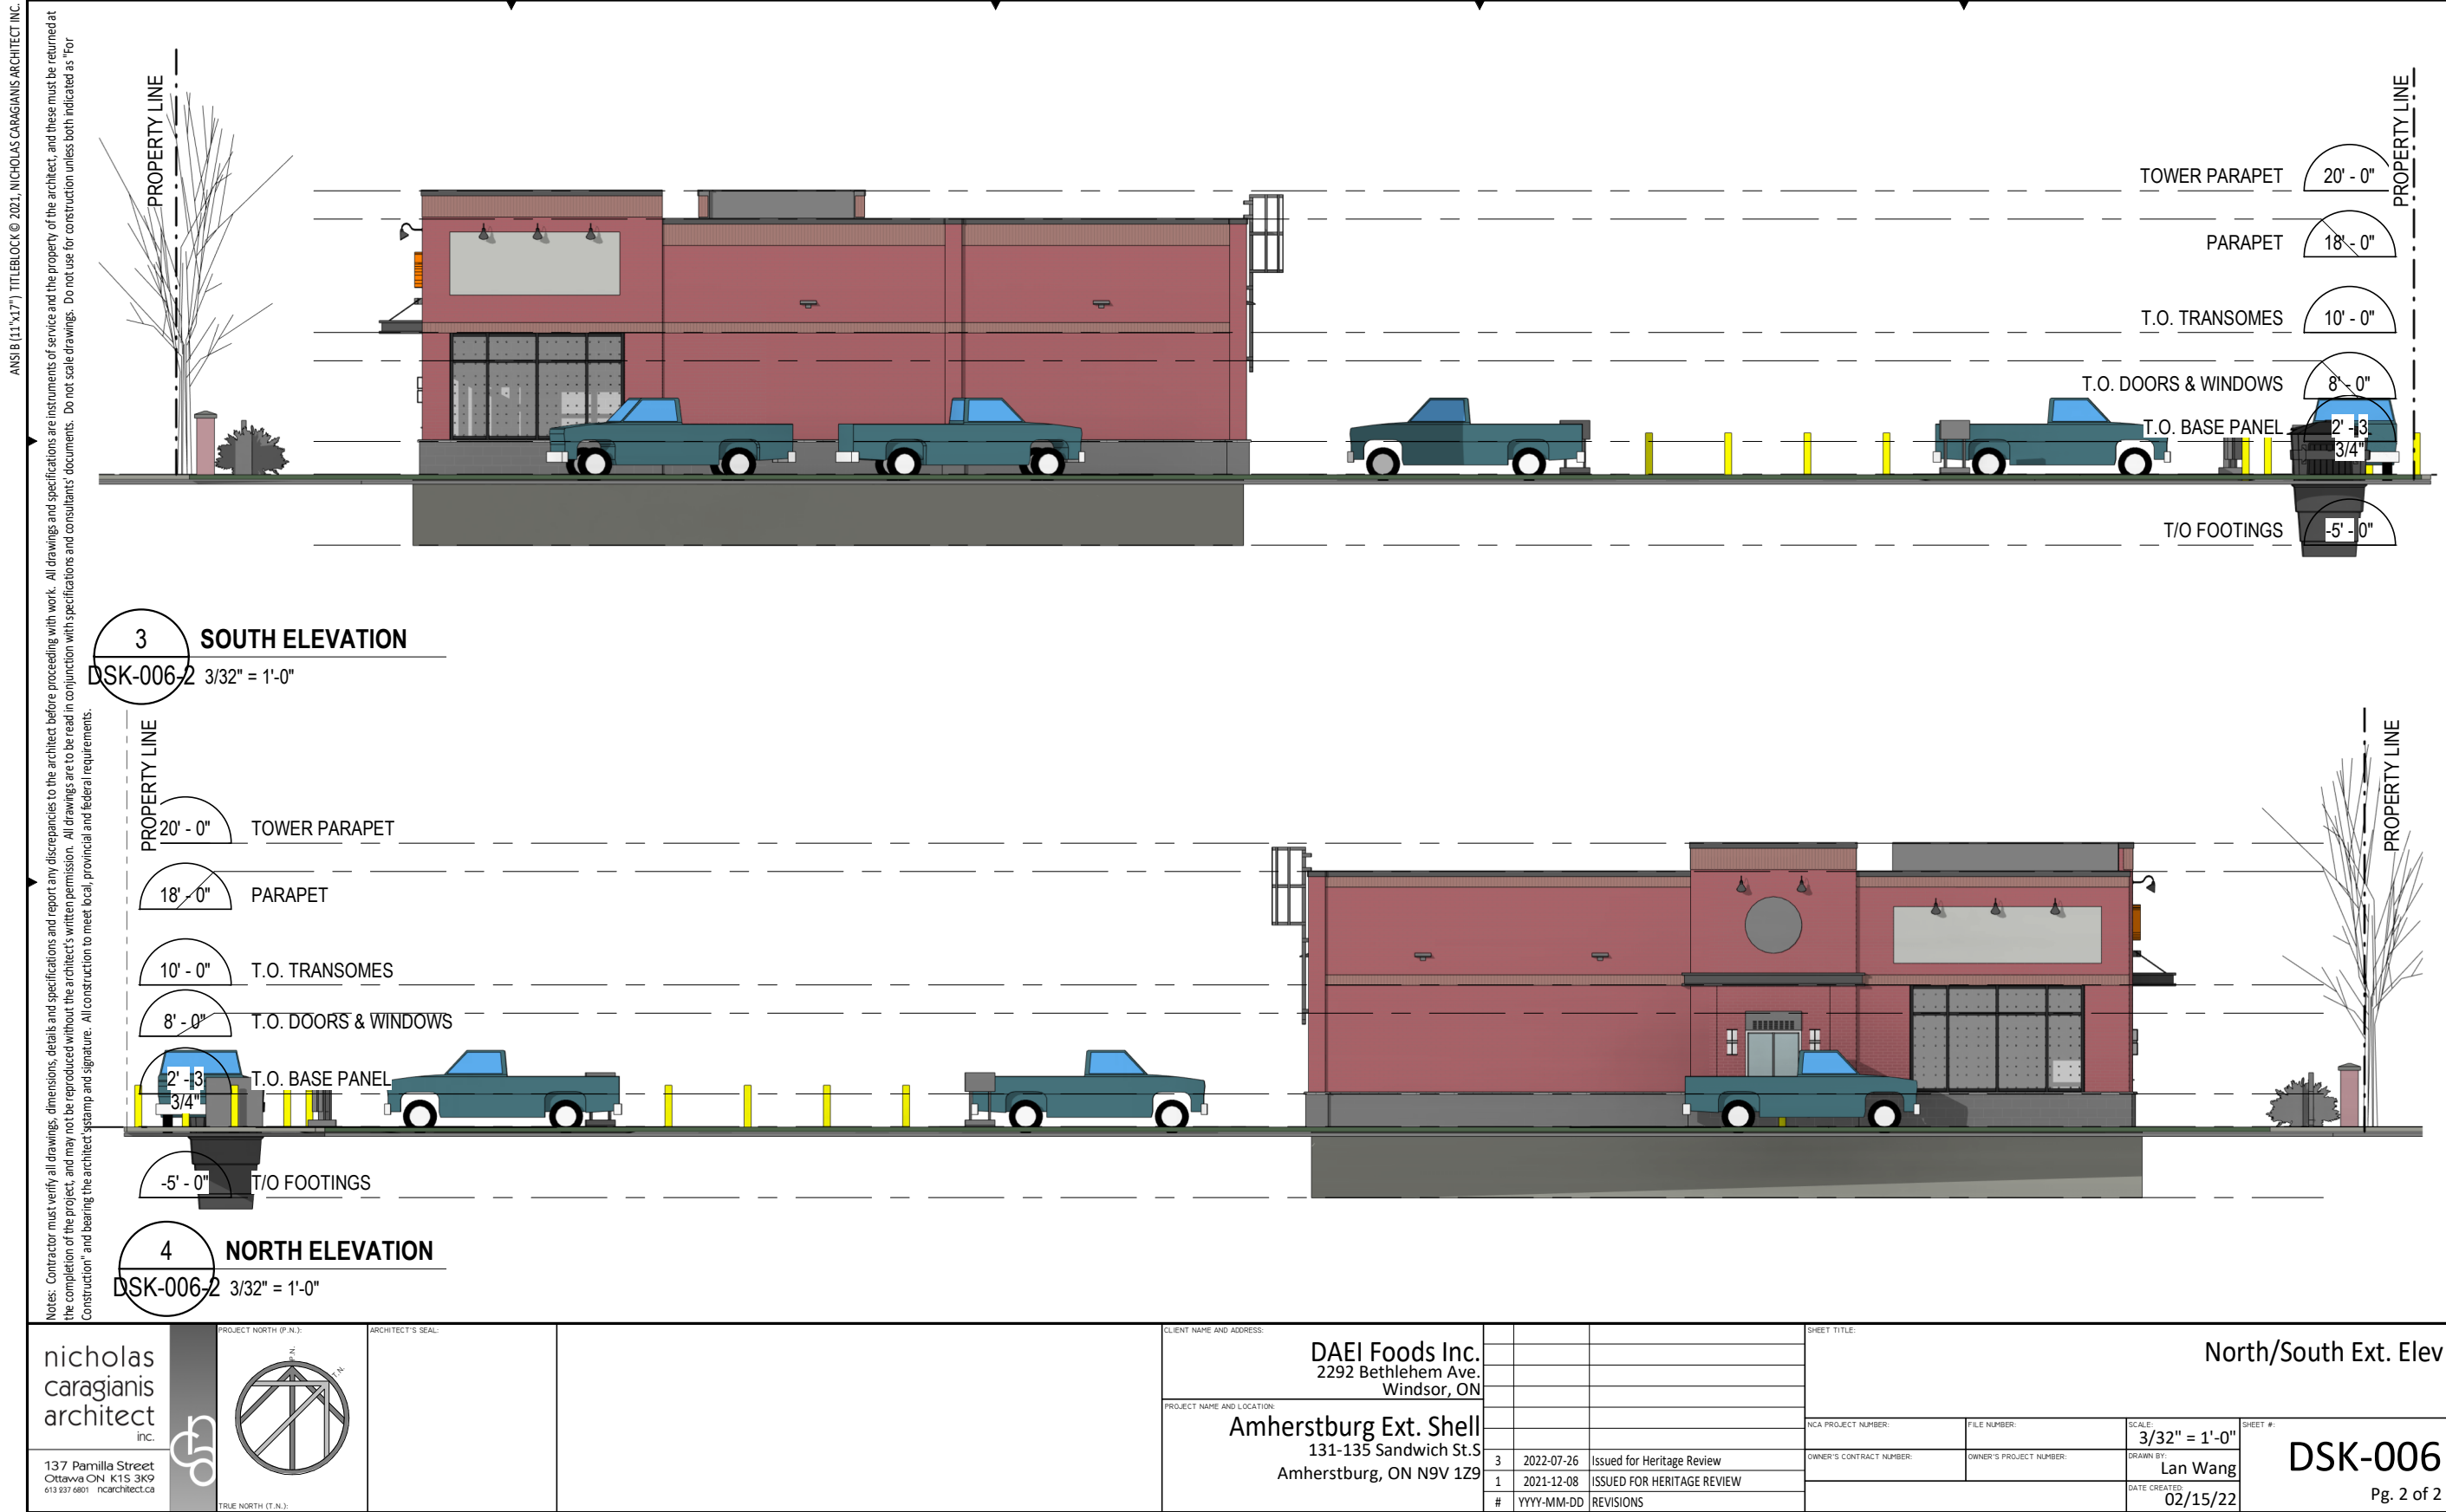 ANSI B (11"x17") TITLEBLOCK © 2021, NICHOLAS CARAGIANIS ARCHITECT INC.
Notes: Contractor must verify all drawings, dimensions, details and specifications and report any discrepancies to the architect before proceeding with work. All drawings and specifications are instruments of service and the property of the architect, and these must be returned at
the completion of the project, and may not be reproduced without the architect's written permission. All drawings are to be read in conjunction with specifications and consultants' documents. Do not scale drawings. Do not use for construction unless both indicated as "For
Construction" and bearing the architect's stamp and signature. All construction to meet local, provincial and federal requirements.
PROPERTY LINE
PROPERTY LINE
TOWER PARAPET 20' - 0"
PARAPET 18' - 0"
T.O. TRANSOMES 10' - 0"
T.O. DOORS & WINDOWS 8' - 0"
T.O. BASE PANEL 2' - 3
3/4"
T/O FOOTINGS -5' - 0"
3 SOUTH ELEVATION
DSK-006-2 3/32" = 1'-0"
PROPERTY LINE
PROPERTY LINE
20' - 0" TOWER PARAPET
18' - 0" PARAPET
10' - 0" T.O. TRANSOMES
8' - 0" T.O. DOORS & WINDOWS
2' - 3 T.O. BASE PANEL
3/4"
-5' - 0" T/O FOOTINGS
4 NORTH ELEVATION
DSK-006-2 3/32" = 1'-0"
nicholas
caragianis
architect
inc.
nca
137 Pamilla Street
Ottawa ON K1S 3K9
613 237 6801 ncarchitect.ca
PROJECT NORTH (P.N.):
P.N.
T.N.
TRUE NORTH (T.N.):
ARCHITECT'S SEAL:
CLIENT NAME AND ADDRESS:
DAEI Foods Inc.
2292 Bethlehem Ave.
Windsor, ON
PROJECT NAME AND LOCATION:
Amherstburg Ext. Shell
131-135 Sandwich St.S
Amherstburg, ON N9V 1Z9
3 2022-07-26 Issued for Heritage Review
1 2021-12-08 ISSUED FOR HERITAGE REVIEW
# YYYY-MM-DD REVISIONS
SHEET TITLE:
North/South Ext. Elev
NCA PROJECT NUMBER:
FILE NUMBER:
SCALE:
3/32" = 1'-0"
OWNER'S CONTRACT NUMBER:
OWNER'S PROJECT NUMBER:
DRAWN BY:
Lan Wang
DATE CREATED:
02/15/22
SHEET #:
DSK-006
Pg. 2 of 2